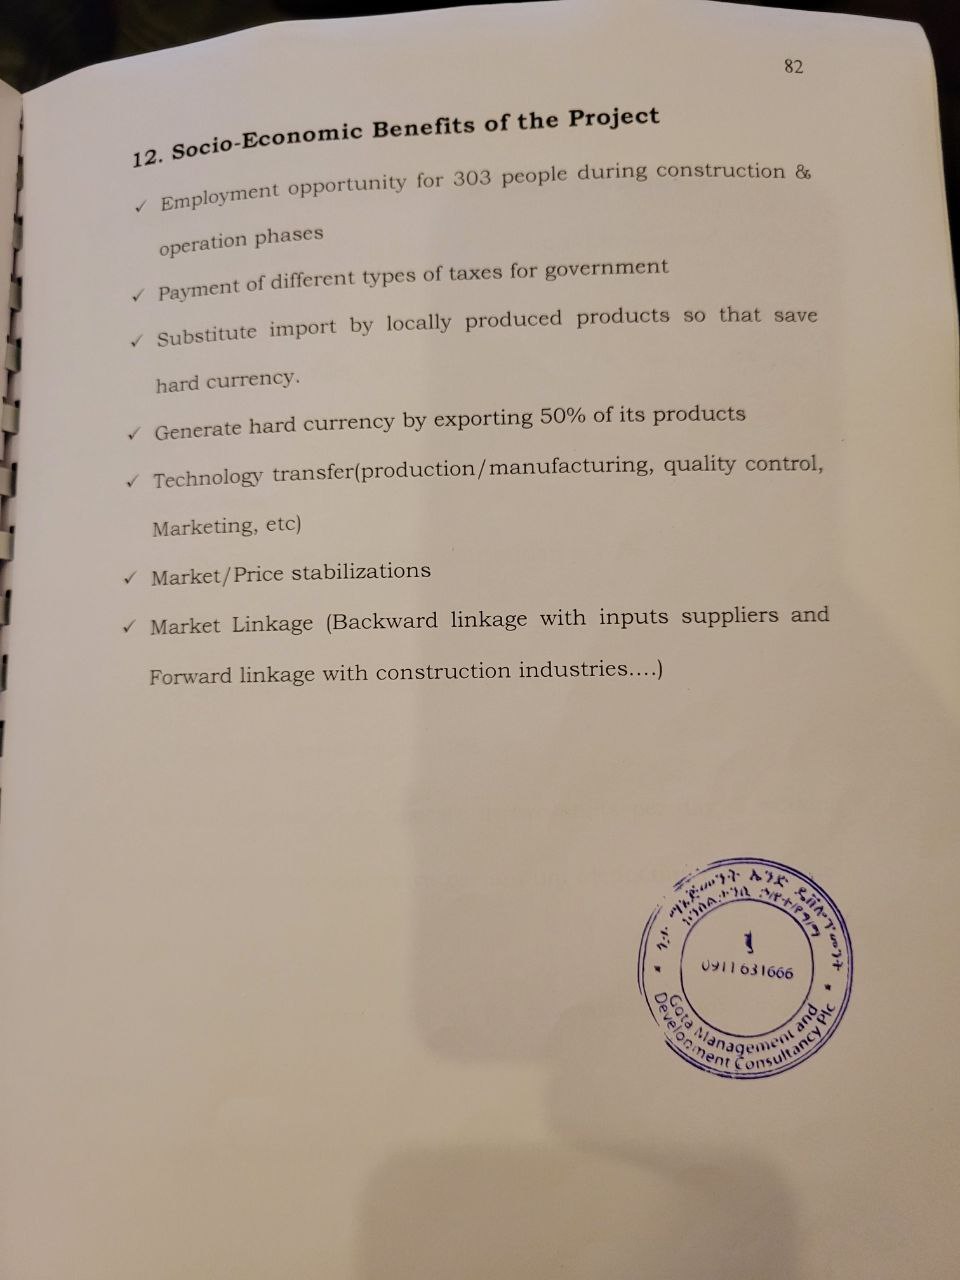 82
12. Socio-Economic Benefits of the Project
✓ Employment opportunity for 303 people during construction &
operation phases
✓ Payment of different types of taxes for government
✓ Substitute import by locally produced products so that save
hard currency.
✓ Generate hard currency by exporting 50% of its products
✓ Technology transfer(production/manufacturing, quality control,
Marketing, etc)
✓ Market/Price stabilizations
✓ Market Linkage (Backward linkage with inputs suppliers and
Forward linkage with construction industries....)
ማኔጅመንት ኤንድ ዴቨሎፕመንት
0911631666
Gota Management and
Development Consultancy Plc